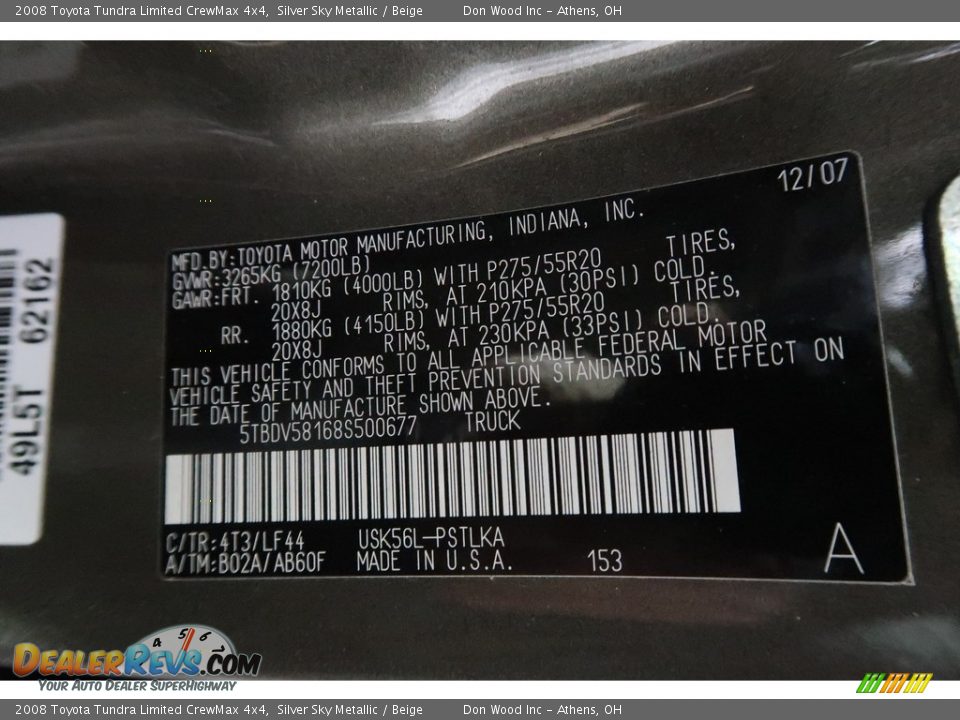 2008 Toyota Tundra Limited CrewMax 4x4, Silver Sky Metallic / Beige Don Wood Inc - Athens, OH
12/07
MFD.BY:TOYOTA MOTOR MANUFACTURING, INDIANA, INC.
GVWR:3265KG (7200LB)
GAWR:FRT. 1810KG (4000LB) WITH P275/55R20 TIRES,
20X8J RIMS, AT 210KPA (30PSI) COLD.
RR. 1880KG (4150LB) WITH P275/55R20 TIRES,
20X8J RIMS, AT 230KPA (33PSI) COLD.
THIS VEHICLE CONFORMS TO ALL APPLICABLE FEDERAL MOTOR
VEHICLE SAFETY AND THEFT PREVENTION STANDARDS IN EFFECT ON
THE DATE OF MANUFACTURE SHOWN ABOVE.
5TBDV58168S500677 TRUCK
C/TR:4T3/LF44 USK56L-PSTLKA
A/TM:B02A/AB60F MADE IN U.S.A. 153
A
49L5T 62162
4 5 6
DealerRevs.com
Your Auto Dealer SuperHighway
2008 Toyota Tundra Limited CrewMax 4x4, Silver Sky Metallic / Beige Don Wood Inc - Athens, OH